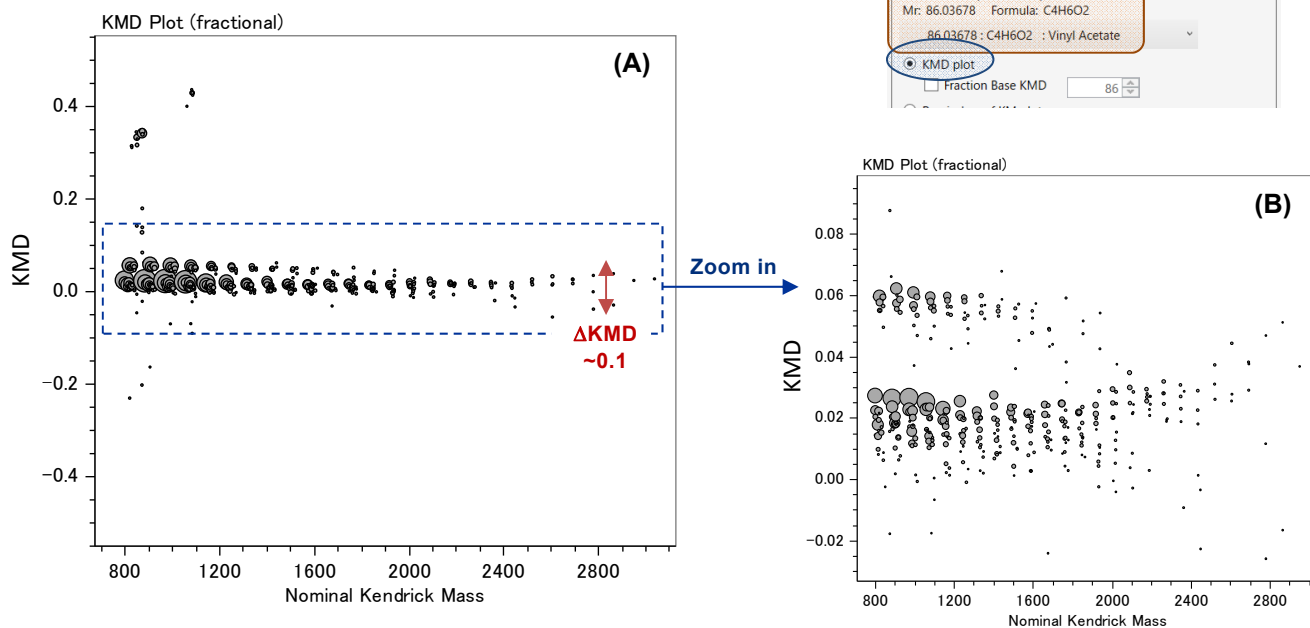 KMD Plot (fractional)
(A)
KMD
0.4
0.2
0.0
−0.2
−0.4
800
1200
1600
2000
2400
2800
Nominal Kendrick Mass
ΔKMD
~0.1
Zoom in
Mr: 86.03678 Formula: C4H6O2
86.03678 : C4H6O2 : Vinyl Acetate
KMD plot
Fraction Base KMD 86
KMD Plot (fractional)
(B)
KMD
0.08
0.06
0.04
0.02
0.00
−0.02
800
1200
1600
2000
2400
2800
Nominal Kendrick Mass